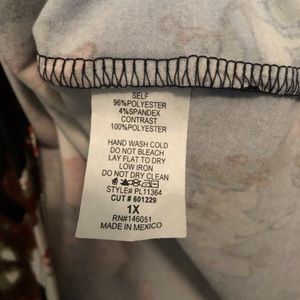 SELF
96%POLYESTER
4%SPANDEX
CONTRAST
100%POLYESTER
HAND WASH COLD
DO NOT BLEACH
LAY FLAT TO DRY
LOW IRON
DO NOT DRY CLEAN
STYLE# PL11364
CUT # 601229
1X
RN#146051
MADE IN MEXICO